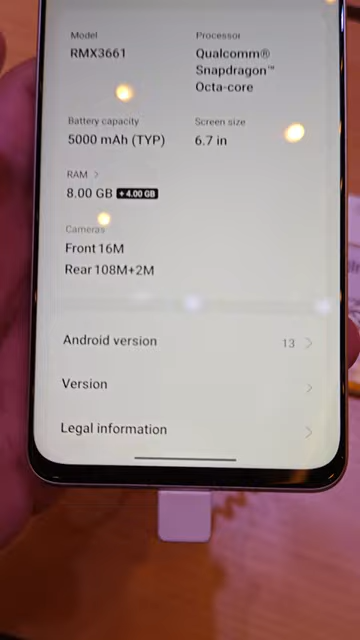 Model
Processor
RMX3661
Qualcomm®
Snapdragon™
Octa-core
Battery capacity
Screen size
5000 mAh (TYP)
6.7 in
RAM >
8.00 GB +4.00 GB
Cameras
Front 16M
Rear 108M+2M
Android version 13 >
Version >
Legal information >